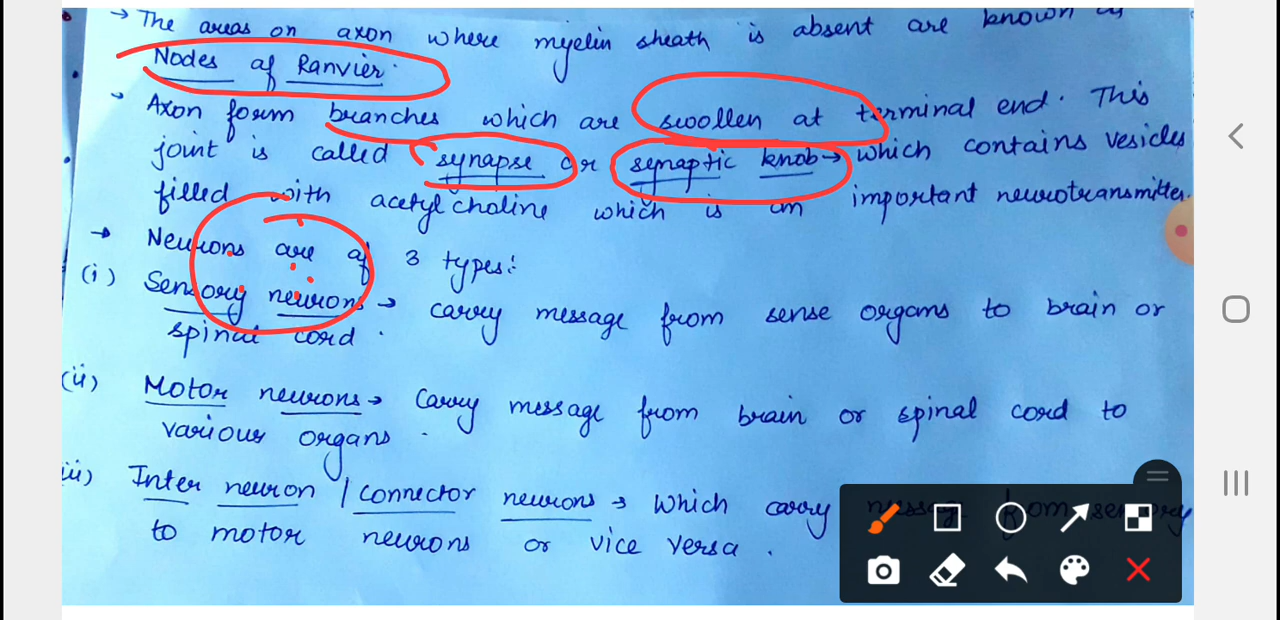 → The areas on axon where myelin sheath is absent are known as
Nodes of Ranvier.
→ Axon form branches which are swollen at terminal end. This
joint is called synapse or synaptic knob → which contains vesicles
filled with acetylcholine which is an important neurotransmitter.
→ Neurons are of 3 types:
(i) Sensory neurons → carry message from sense organs to brain or
spinal cord.
(ii) Motor neurons → carry message from brain or spinal cord to
various organs.
(iii) Inter neuron / connector neurons → which carry message from sensory
to motor neurons or vice versa.